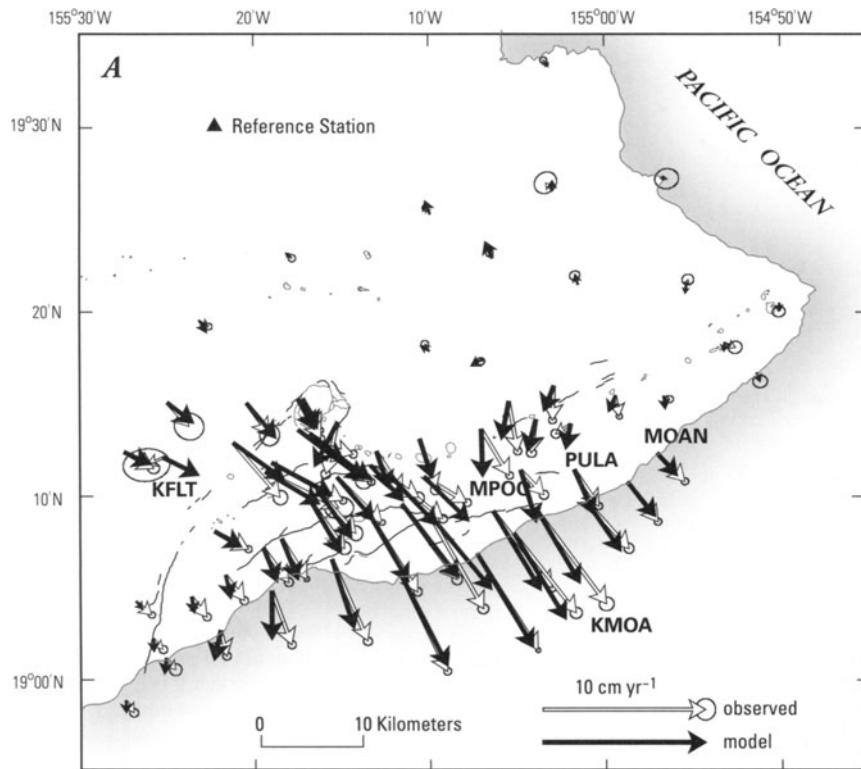 155°30'W 20' 10'W 155°00'W 154°50'W
A
PACIFIC OCEAN
19°30'N
Reference Station
20'N
MOAN
PULA
KFLT
MPOC
10'N
KMOA
19°00'N
10 cm yr⁻¹
0 10 Kilometers
observed
model